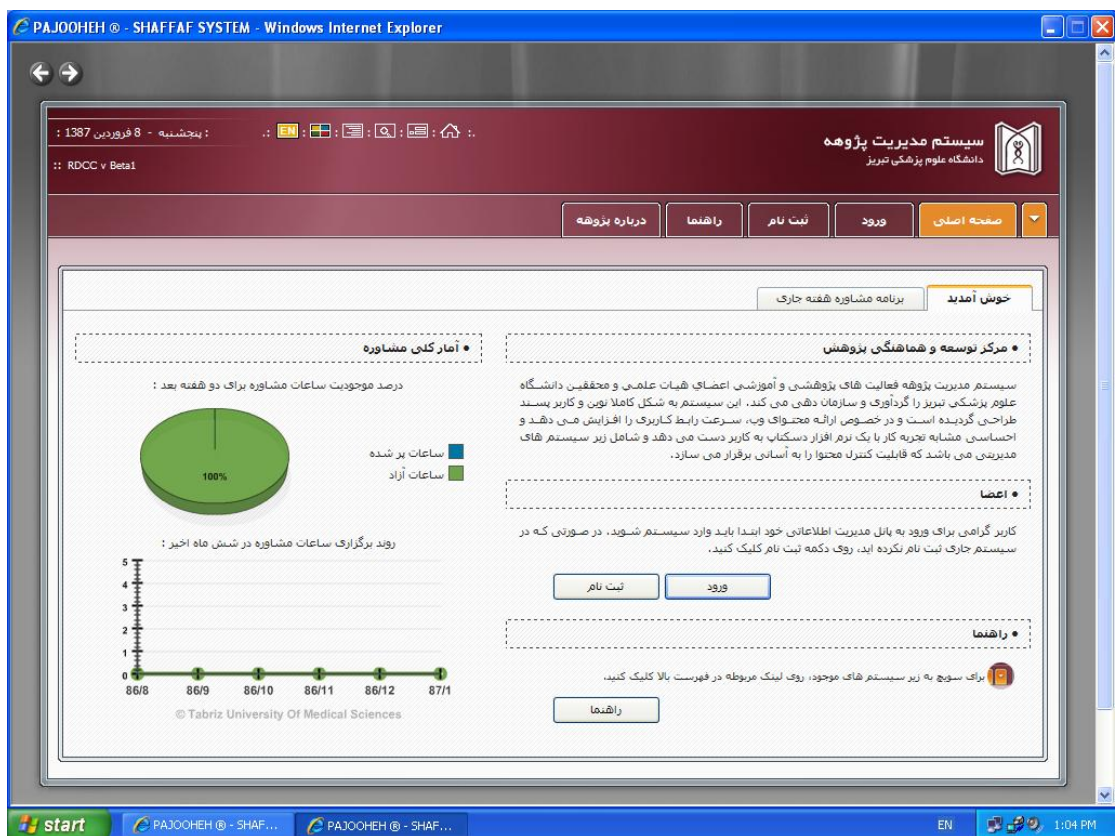 PAJOOHEH ® - SHAFFAF SYSTEM - Windows Internet Explorer
سیستم مدیریت پژوهه
دانشگاه علوم پزشکی تبریز
.: EN : : : : : :.
: پنجشنبه - 8 فروردین 1387 :
:: RDCC v Beta1
صفحه اصلی
ورود
ثبت نام
راهنما
درباره پژوهه
خوش آمدید
برنامه مشاوره هفته جاری
• مرکز توسعه و هماهنگی پژوهش
سیستم مدیریت پژوهه فعالیت های پژوهشی و آموزشی اعضای هیات علمی و محققین دانشگاه
علوم پزشکی تبریز را گردآوری و سازمان دهی می کند. این سیستم به شکل کاملا نوین و کاربر پسند
طراحی گردیده است و در خصوص ارائه محتوای وب، سرعت رابط کاربری را افزایش می دهد و
احساسی مشابه تجربه کار با یک نرم افزار دسکتاپ به کاربر دست می دهد و شامل زیر سیستم های
مدیریتی می باشد که قابلیت کنترل محتوا را به آسانی برقرار می سازد.
• اعضا
کاربر گرامی برای ورود به پانل مدیریت اطلاعاتی خود ابتدا باید وارد سیستم شوید. در صورتی که در
سیستم جاری ثبت نام نکرده اید، روی دکمه ثبت نام کلیک کنید.
ورود
ثبت نام
• راهنما
برای سویچ به زیر سیستم های موجود، روی لینک مربوطه در فهرست بالا کلیک کنید.
راهنما
• آمار کلی مشاوره
درصد موجودیت ساعات مشاوره برای دو هفته بعد :
ساعات پر شده
ساعات آزاد
100%
روند برگزاری ساعات مشاوره در شش ماه اخیر :
5
4
3
2
1
0
86/8 86/9 86/10 86/11 86/12 87/1
© Tabriz University Of Medical Sciences
start
PAJOOHEH ® - SHAF...
PAJOOHEH ® - SHAF...
EN
1:04 PM